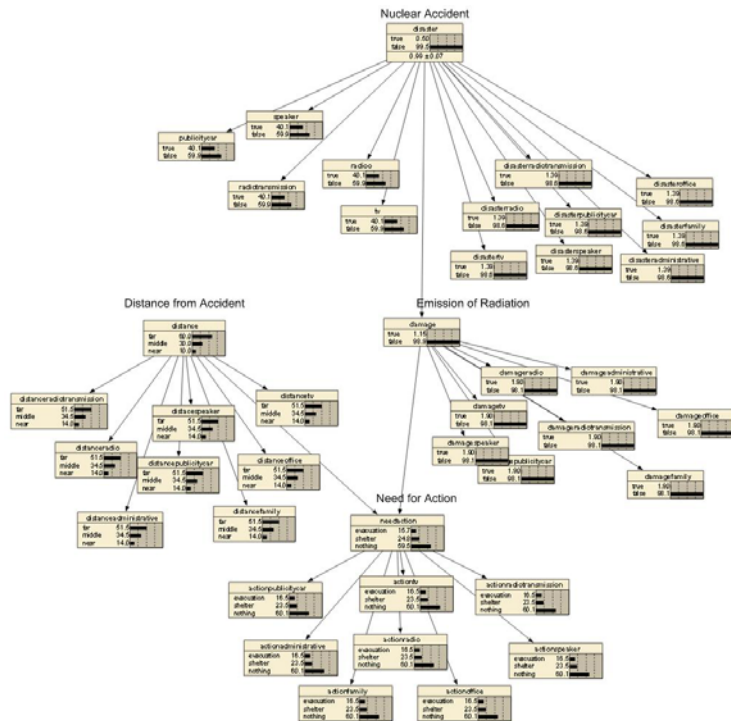 Nuclear Accident
disaster
true 0.50
false 99.5
0.99 ± 0.07
speaker
true 40.1
false 59.9
publicitycar
true 40.1
false 59.9
radiotransmission
true 40.1
false 59.9
radioo
true 40.1
false 59.9
tv
true 40.1
false 59.9
disasterradiotransmission
true 1.39
false 98.6
disasteroffice
true 1.39
false 98.6
disasterradio
true 1.39
false 98.6
disasterpublicitycar
true 1.39
false 98.6
disasterfamily
true 1.39
false 98.6
disastertv
true 1.39
false 98.6
disasterspeaker
true 1.39
false 98.6
disasteradministrative
true 1.39
false 98.6
Distance from Accident
distance
far 60.0
middle 30.0
near 10.0
distanceradiotransmission
far 51.5
middle 34.5
near 14.0
distancetv
far 51.5
middle 34.5
near 14.0
distacespeaker
far 51.5
middle 34.5
near 14.0
distanceradio
far 51.5
middle 34.5
near 14.0
distancepublicitycar
far 51.5
middle 34.5
near 14.0
distanceoffice
far 51.5
middle 34.5
near 14.0
distanceadministrative
far 51.5
middle 34.5
near 14.0
distancefamily
far 51.5
middle 34.5
near 14.0
Emission of Radiation
damage
true 1.15
false 98.9
damageradio
true 1.90
false 98.1
damageadministrative
true 1.90
false 98.1
damagetv
true 1.90
false 98.1
damageoffice
true 1.90
false 98.1
damageradiotransmission
true 1.90
false 98.1
damagespeaker
true 1.90
false 98.1
publicitycar
true 1.90
false 98.1
damagefamily
true 1.90
false 98.1
Need for Action
needaction
evacuation 15.7
shelter 24.8
nothing 59.5
actionpublicitycar
evacuation 16.5
shelter 23.5
nothing 60.1
actiontv
evacuation 16.5
shelter 23.5
nothing 60.1
actionradiotransmission
evacuation 16.5
shelter 23.5
nothing 60.1
actionadministrative
evacuation 16.5
shelter 23.5
nothing 60.1
actionradio
evacuation 16.5
shelter 23.5
nothing 60.1
actionspeaker
evacuation 16.5
shelter 23.5
nothing 60.1
actionfamily
evacuation 16.5
shelter 23.5
nothing 60.1
actionoffice
evacuation 16.5
shelter 23.5
nothing 60.1